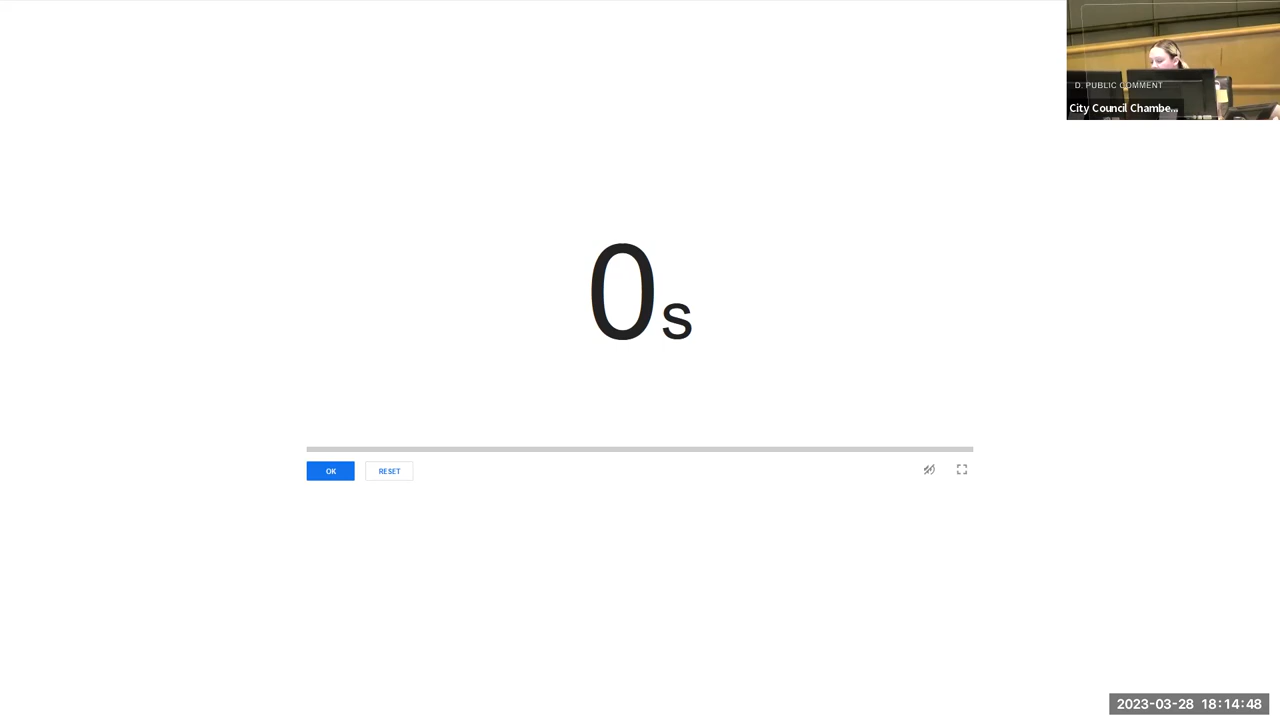 D. PUBLIC COMMENT
City Council Chambe...
0s
OK
RESET
2023-03-28 18:14:48